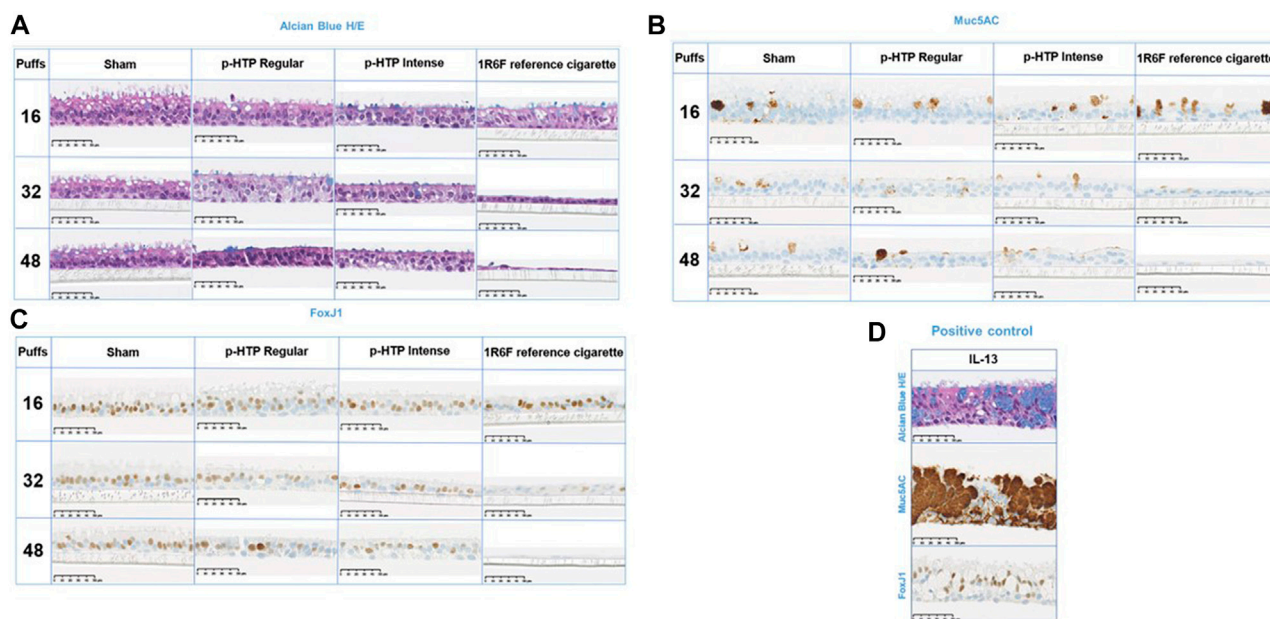 A
Alcian Blue H/E
Puffs Sham p-HTP Regular p-HTP Intense 1R6F reference cigarette
16
32
48
B
Muc5AC
Puffs Sham p-HTP Regular p-HTP Intense 1R6F reference cigarette
16
32
48
C
FoxJ1
Puffs Sham p-HTP Regular p-HTP Intense 1R6F reference cigarette
16
32
48
D
Positive control
IL-13
Alcian Blue H/E
Muc5AC
FoxJ1